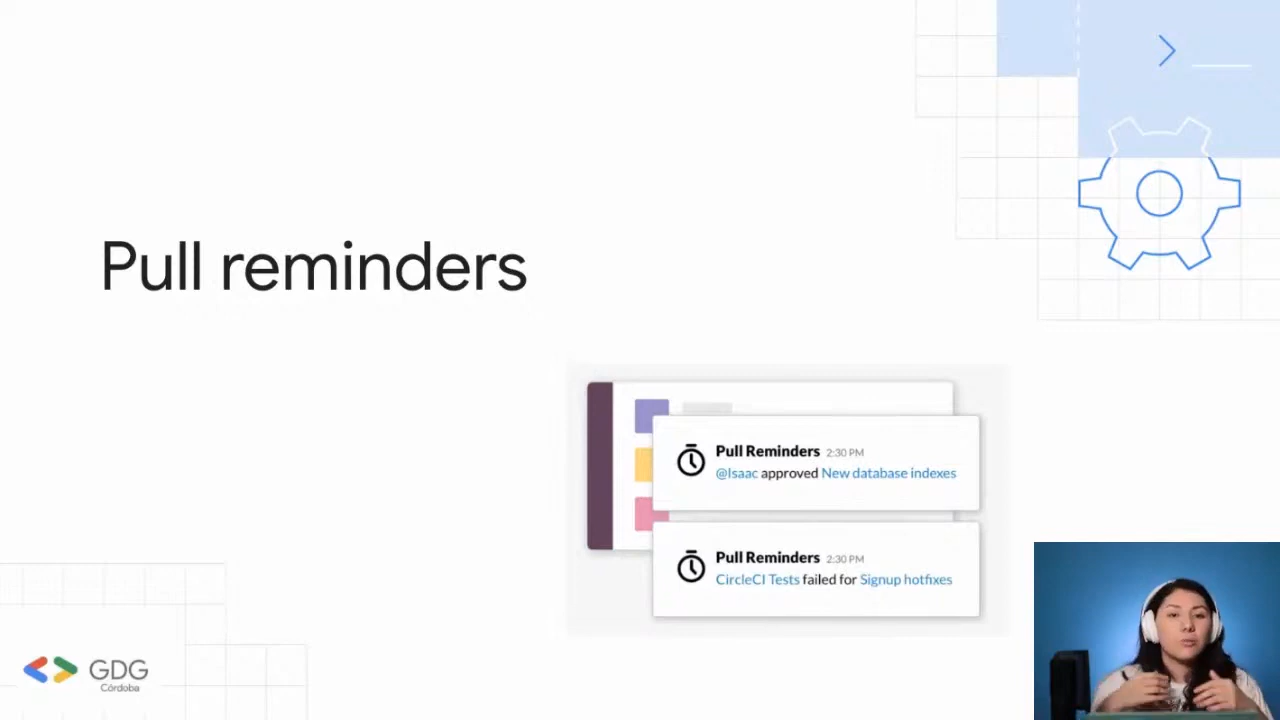 Pull reminders
Pull Reminders 2:30 PM
@Isaac approved New database indexes
Pull Reminders 2:30 PM
CircleCI Tests failed for Signup hotfixes
GDG
Córdoba